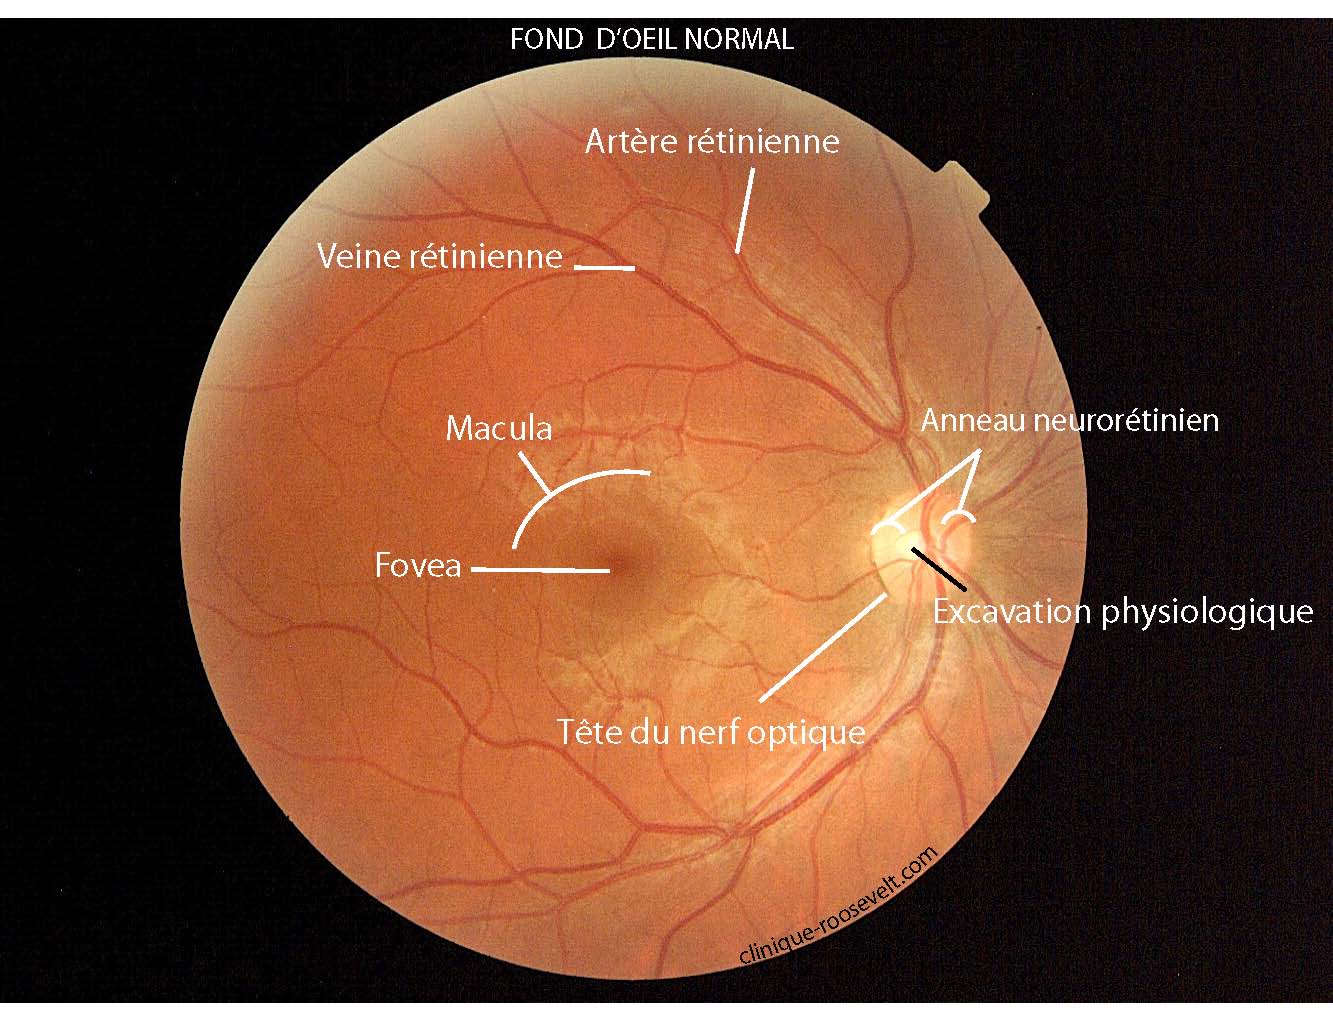 FOND D'OEIL NORMAL
Artère rétinienne
Veine rétinienne
Macula
Anneau neurorétinien
Fovea
Excavation physiologique
Tête du nerf optique
clinique-roosevelt.com